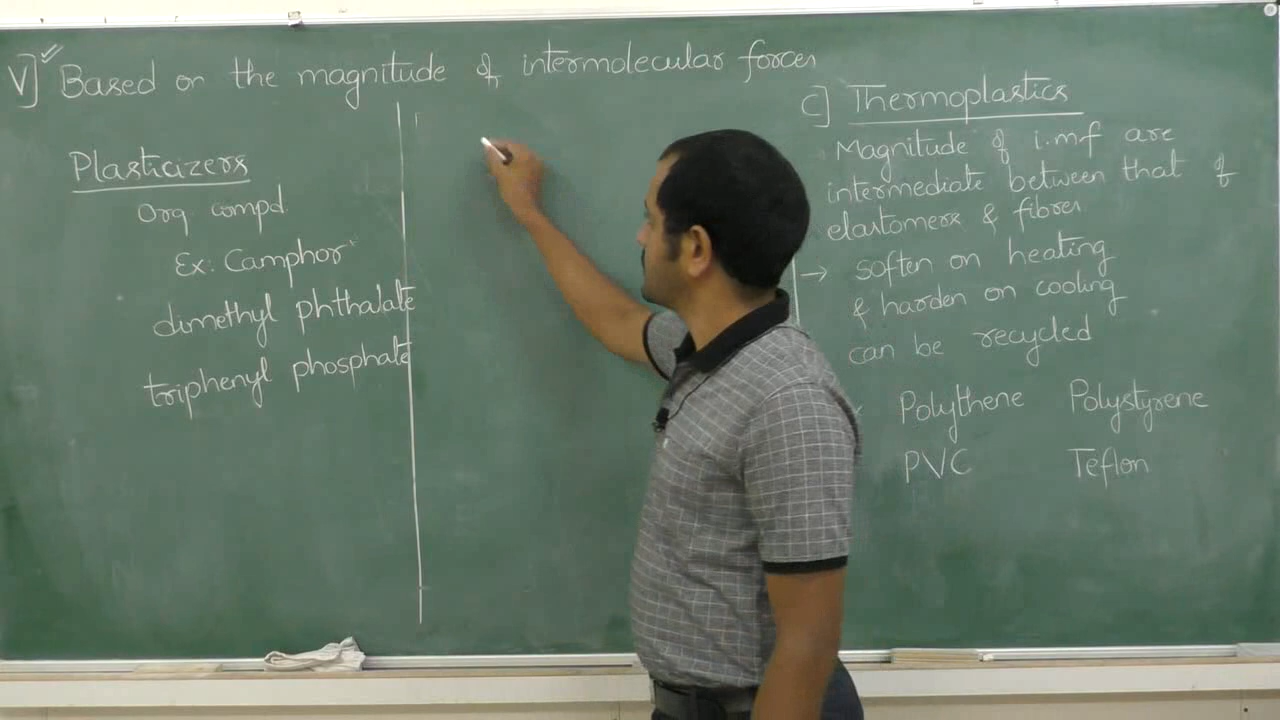 V] Based on the magnitude of intermolecular forces
Plasticizers
Org compd.
Ex: Camphor
dimethyl phthalate
triphenyl phosphate
C] Thermoplastics
Magnitude of i.mf are
intermediate between that of
elastomers & fibres
→ soften on heating
& harden on cooling
can be recycled
Polythene Polystyrene
PVC Teflon